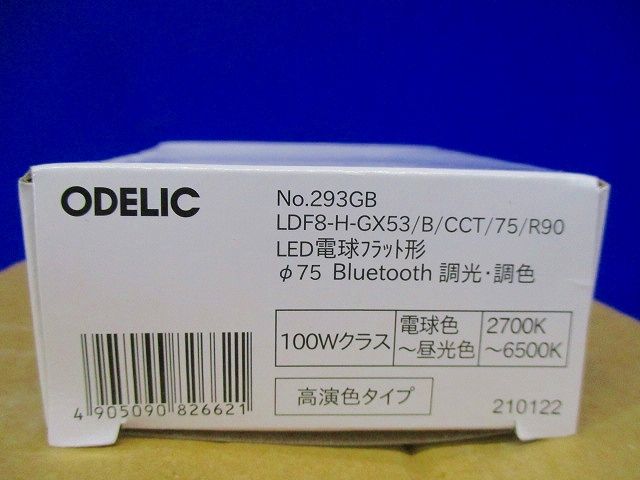 ODELIC
No.293GB
LDF8-H-GX53/B/CCT/75/R90
LED電球ﾌﾗｯﾄ形
φ75 Bluetooth 調光・調色
100Wクラス
電球色
～昼光色
2700K
～6500K
高演色タイプ
4 905090 826621
210122